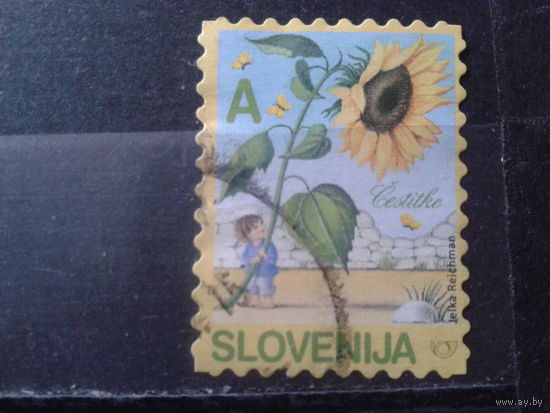 A
Čestitke
Jelka Reichman
SLOVENIJA
www.ay.by